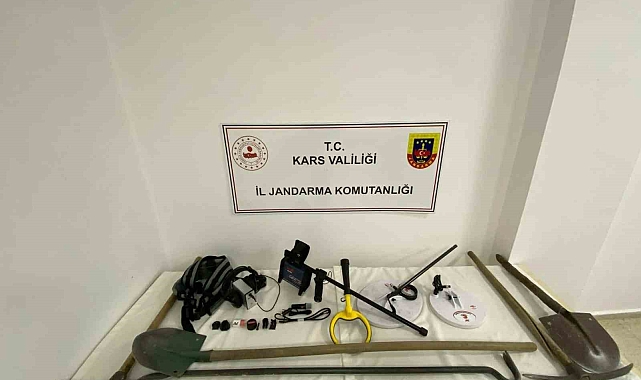 T.C.
KARS VALİLİĞİ
İL JANDARMA KOMUTANLIĞI